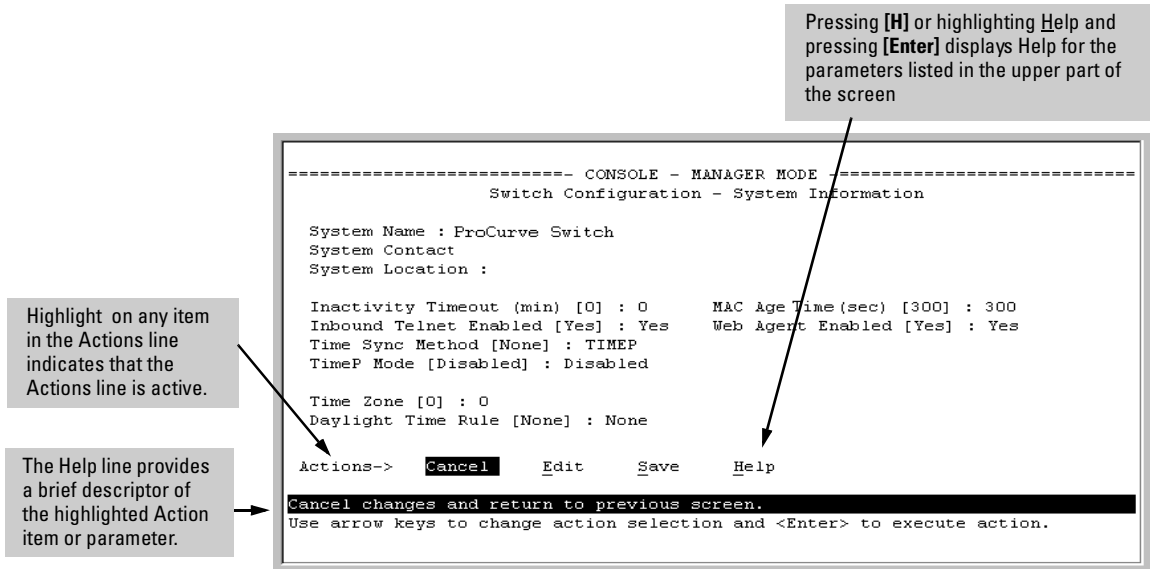 Pressing [H] or highlighting Help and
pressing [Enter] displays Help for the
parameters listed in the upper part of
the screen
==========================- CONSOLE - MANAGER MODE -============================
Switch Configuration - System Information
System Name : ProCurve Switch
System Contact
System Location :
Inactivity Timeout (min) [0] : 0 MAC Age Time (sec) [300] : 300
Inbound Telnet Enabled [Yes] : Yes Web Agent Enabled [Yes] : Yes
Time Sync Method [None] : TIMEP
TimeP Mode [Disabled] : Disabled
Time Zone [0] : 0
Daylight Time Rule [None] : None
Actions-> Cancel Edit Save Help
Cancel changes and return to previous screen.
Use arrow keys to change action selection and <Enter> to execute action.
Highlight on any item
in the Actions line
indicates that the
Actions line is active.
The Help line provides
a brief descriptor of
the highlighted Action
item or parameter.